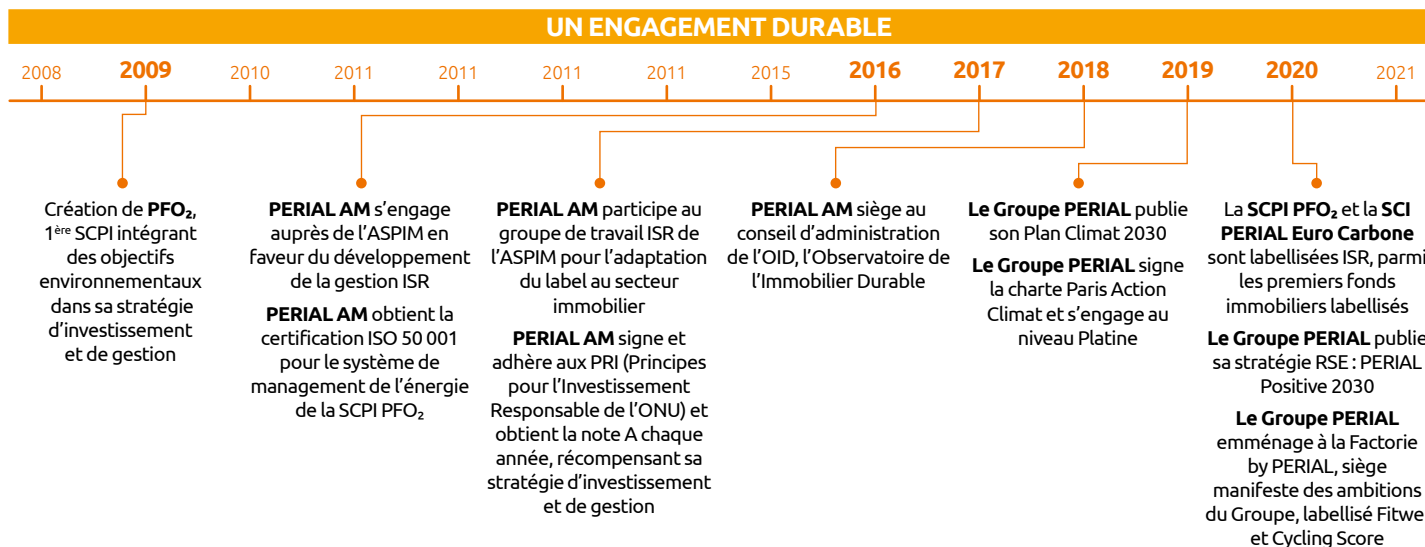 UN ENGAGEMENT DURABLE
2008 2009 2010 2011 2011 2011 2011 2015 2016 2017 2018 2019 2020 2021
Création de PFO₂,
1ère SCPI intégrant
des objectifs
environnementaux
dans sa stratégie
d'investissement
et de gestion
PERIAL AM s'engage
auprès de l'ASPIM en
faveur du développement
de la gestion ISR
PERIAL AM obtient la
certification ISO 50 001
pour le système de
management de l'énergie
de la SCPI PFO₂
PERIAL AM participe au
groupe de travail ISR de
l'ASPIM pour l'adaptation
du label au secteur
immobilier
PERIAL AM signe et
adhère aux PRI (Principes
pour l'Investissement
Responsable de l'ONU) et
obtient la note A chaque
année, récompensant sa
stratégie d'investissement
et de gestion
PERIAL AM siège au
conseil d'administration
de l'OID, l'Observatoire de
l'Immobilier Durable
Le Groupe PERIAL publie
son Plan Climat 2030
Le Groupe PERIAL signe
la charte Paris Action
Climat et s'engage au
niveau Platine
La SCPI PFO₂ et la SCI
PERIAL Euro Carbone
sont labellisées ISR, parmi
les premiers fonds
immobiliers labellisés
Le Groupe PERIAL publie
sa stratégie RSE : PERIAL
Positive 2030
Le Groupe PERIAL
emménage à la Factorie
by PERIAL, siège
manifeste des ambitions
du Groupe, labellisé Fitwe
et Cycling Score